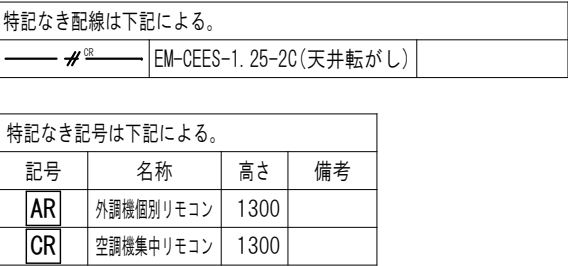 特記なき配線は下記による。
CR EM-CEES-1.25-2C(天井転がし)
特記なき記号は下記による。
記号 名称 高さ 備考
AR 外調機個別リモコン 1300
CR 空調機集中リモコン 1300